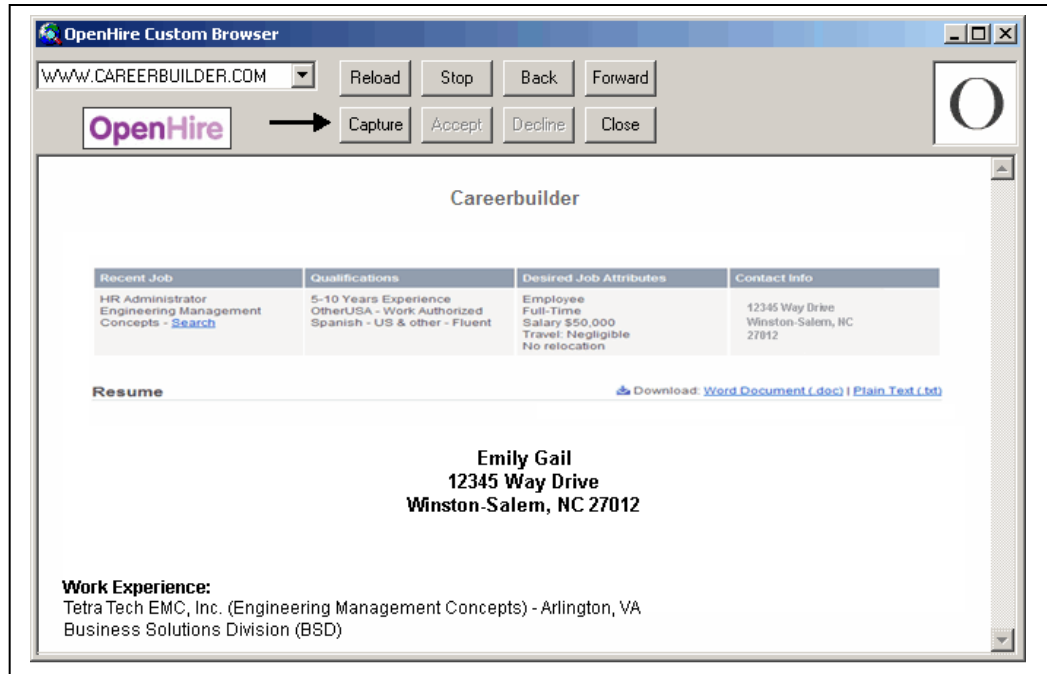 OpenHire Custom Browser
WWW.CAREERBUILDER.COM
Reload
Stop
Back
Forward
OpenHire
Capture
Accept
Decline
Close
O
Careerbuilder
Recent Job
HR Administrator
Engineering Management
Concepts - Search
Qualifications
5-10 Years Experience
OtherUSA - Work Authorized
Spanish - US & other - Fluent
Desired Job Attributes
Employee
Full-Time
Salary $50,000
Travel: Negligible
No relocation
Contact Info
12345 Way Drive
Winston-Salem, NC
27012
Resume
Download: Word Document (.doc) | Plain Text (.txt)
Emily Gail
12345 Way Drive
Winston-Salem, NC 27012
Work Experience:
Tetra Tech EMC, Inc. (Engineering Management Concepts) - Arlington, VA
Business Solutions Division (BSD)